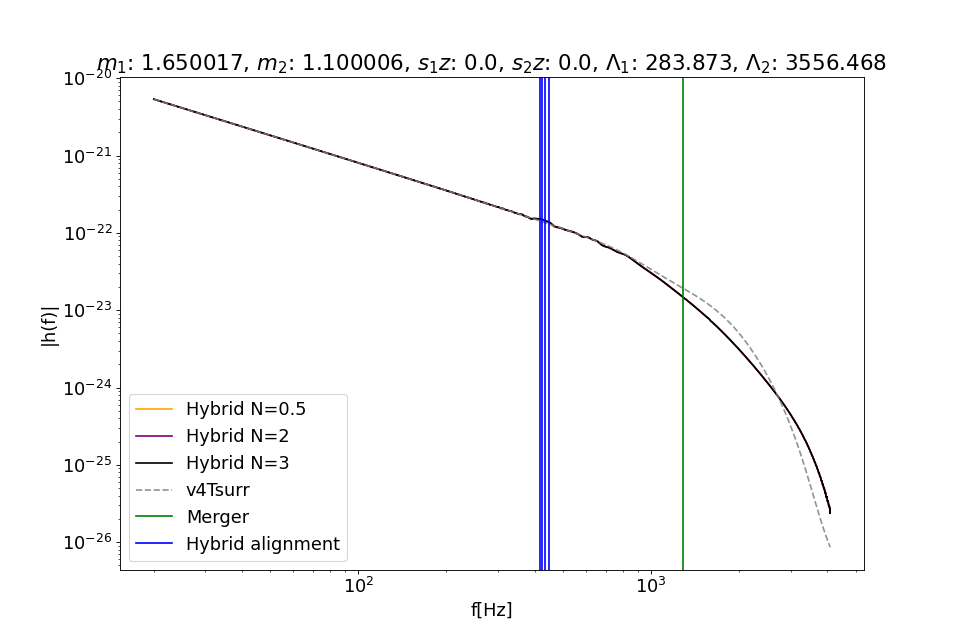 m₁: 1.650017, m₂: 1.100006, s₁z: 0.0, s₂z: 0.0, Λ₁: 283.873, Λ₂: 3556.468
10⁻²⁰
10⁻²¹
10⁻²²
10⁻²³
10⁻²⁴
10⁻²⁵
10⁻²⁶
|h(f)|
Hybrid N=0.5
Hybrid N=2
Hybrid N=3
v4Tsurr
Merger
Hybrid alignment
10² 10³
f[Hz]